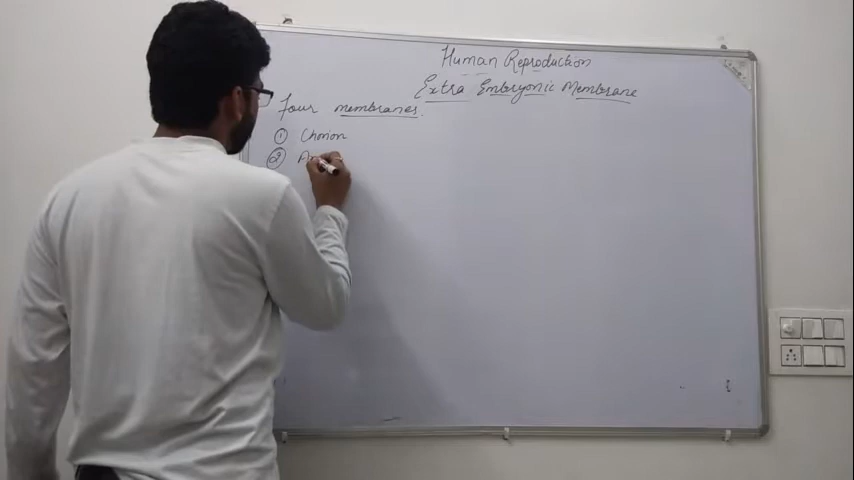 Human Reproduction
Extra Embryonic Membrane
Four membranes.
① Chorion
②